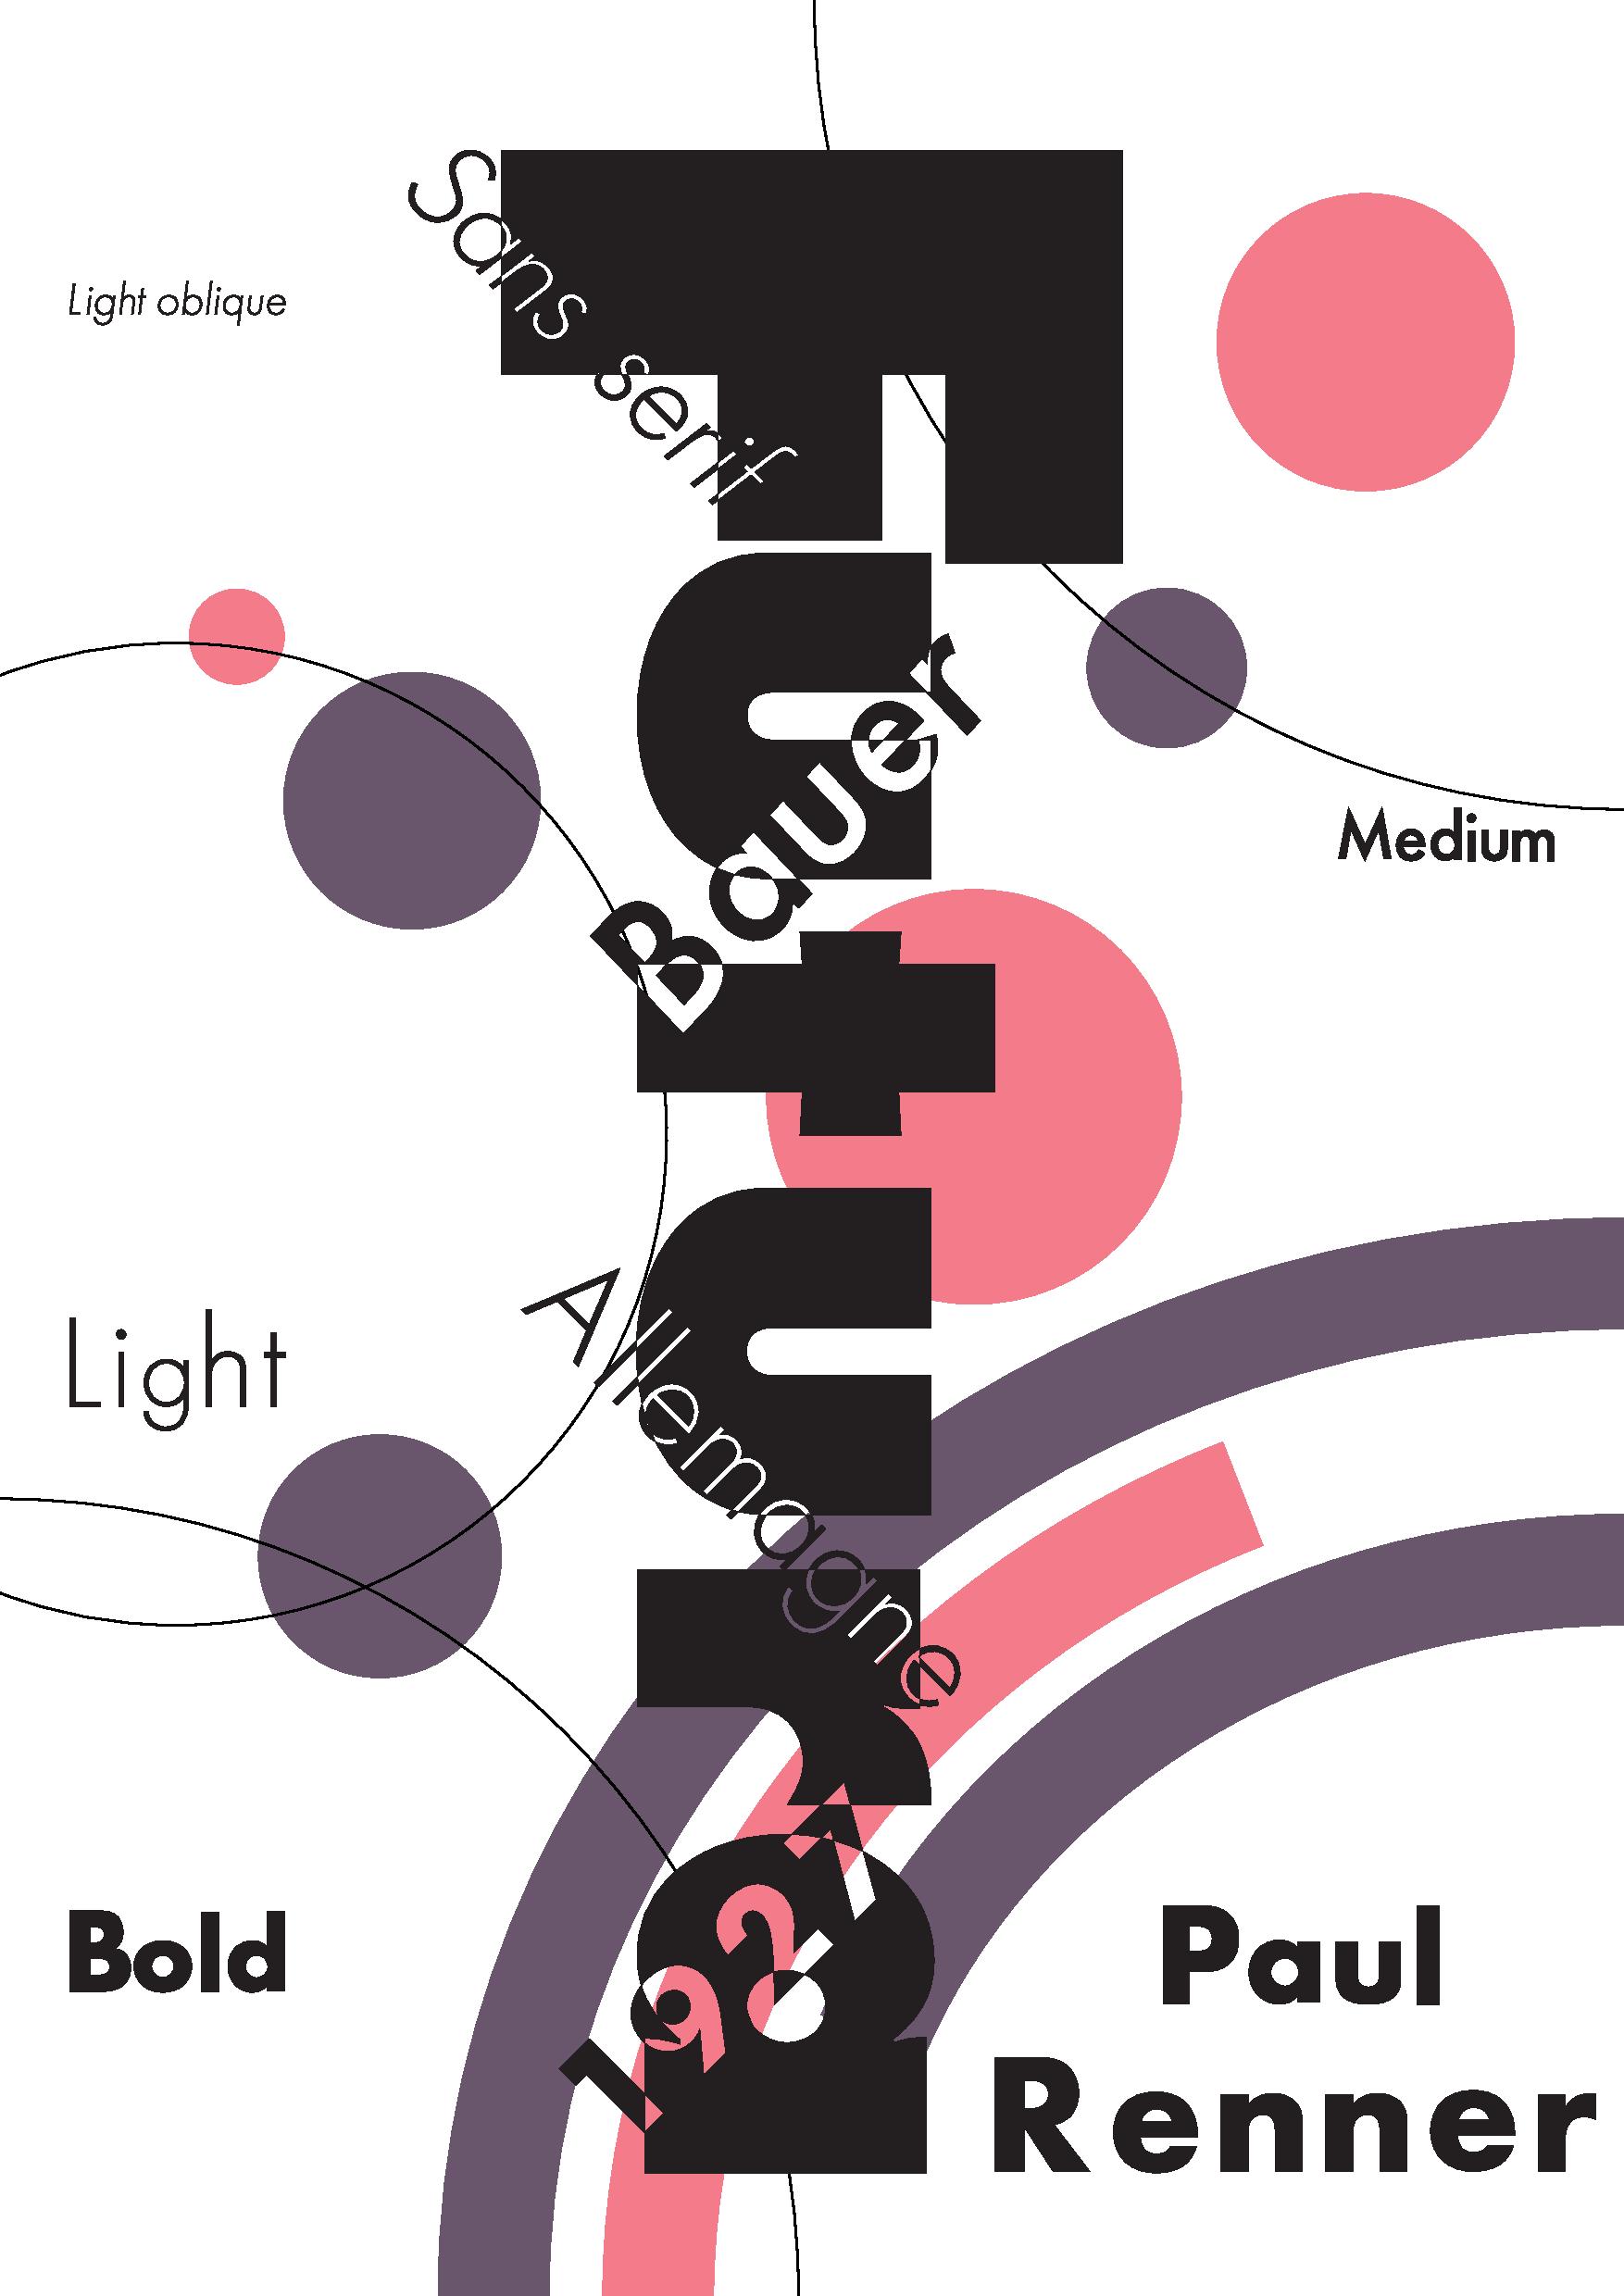 Sans serif
Light oblique
Futura
Bauer
Medium
Allemagne
Light
1927
Bold
Paul
Renner